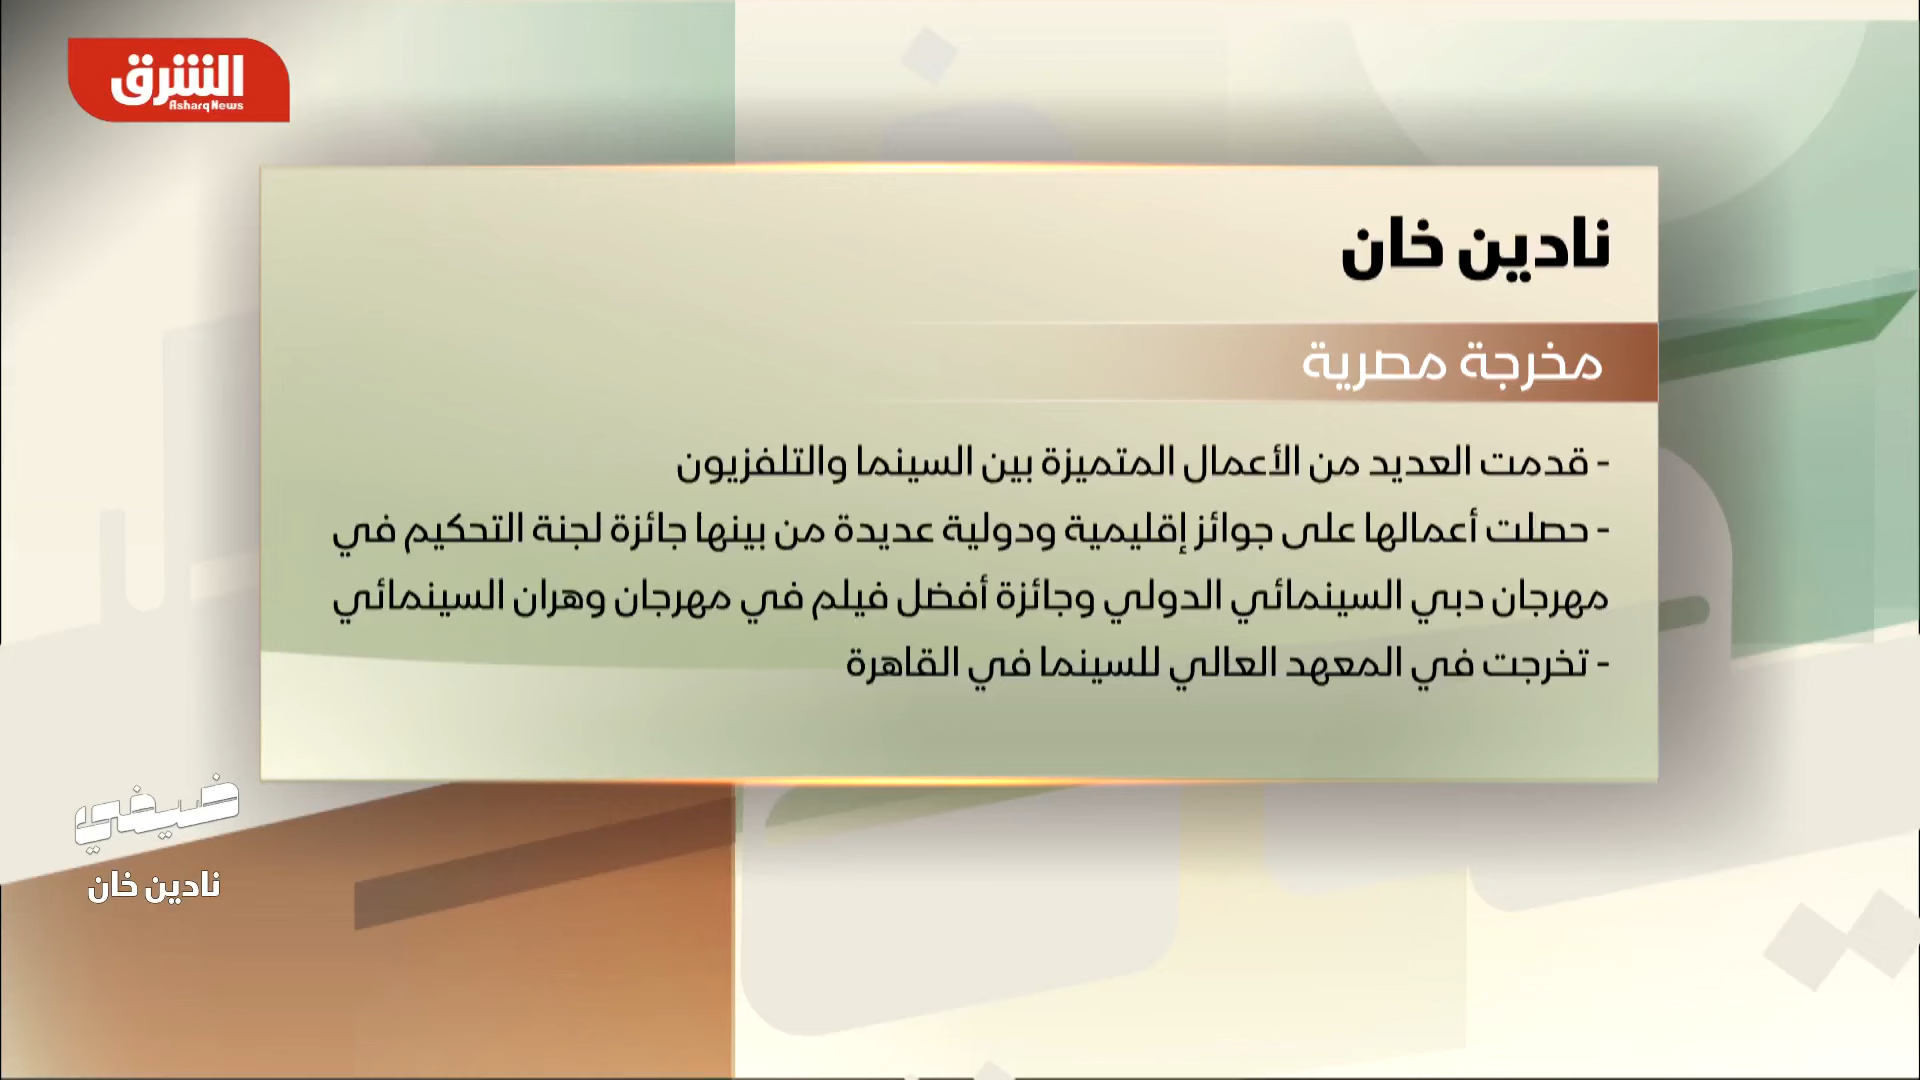 الشرق
Asharq News
نادين خان
مخرجة مصرية
- قدمت العديد من الأعمال المتميزة بين السينما والتلفزيون
- حصلت أعمالها على جوائز إقليمية ودولية عديدة من بينها جائزة لجنة التحكيم في
مهرجان دبي السينمائي الدولي وجائزة أفضل فيلم في مهرجان وهران السينمائي
- تخرجت في المعهد العالي للسينما في القاهرة
ضيفي
نادين خان